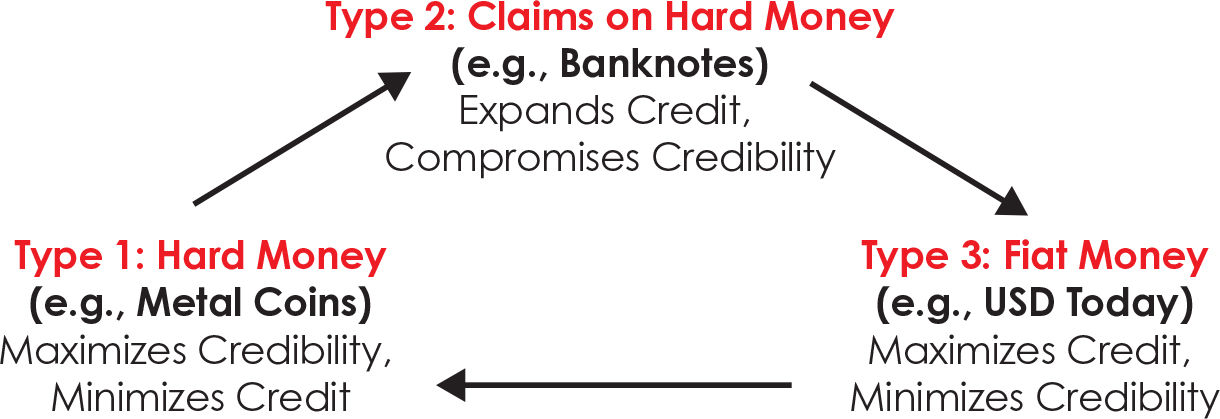 Type 2: Claims on Hard Money
(e.g., Banknotes)
Expands Credit,
Compromises Credibility
Type 1: Hard Money
(e.g., Metal Coins)
Maximizes Credibility,
Minimizes Credit
Type 3: Fiat Money
(e.g., USD Today)
Maximizes Credit,
Minimizes Credibility